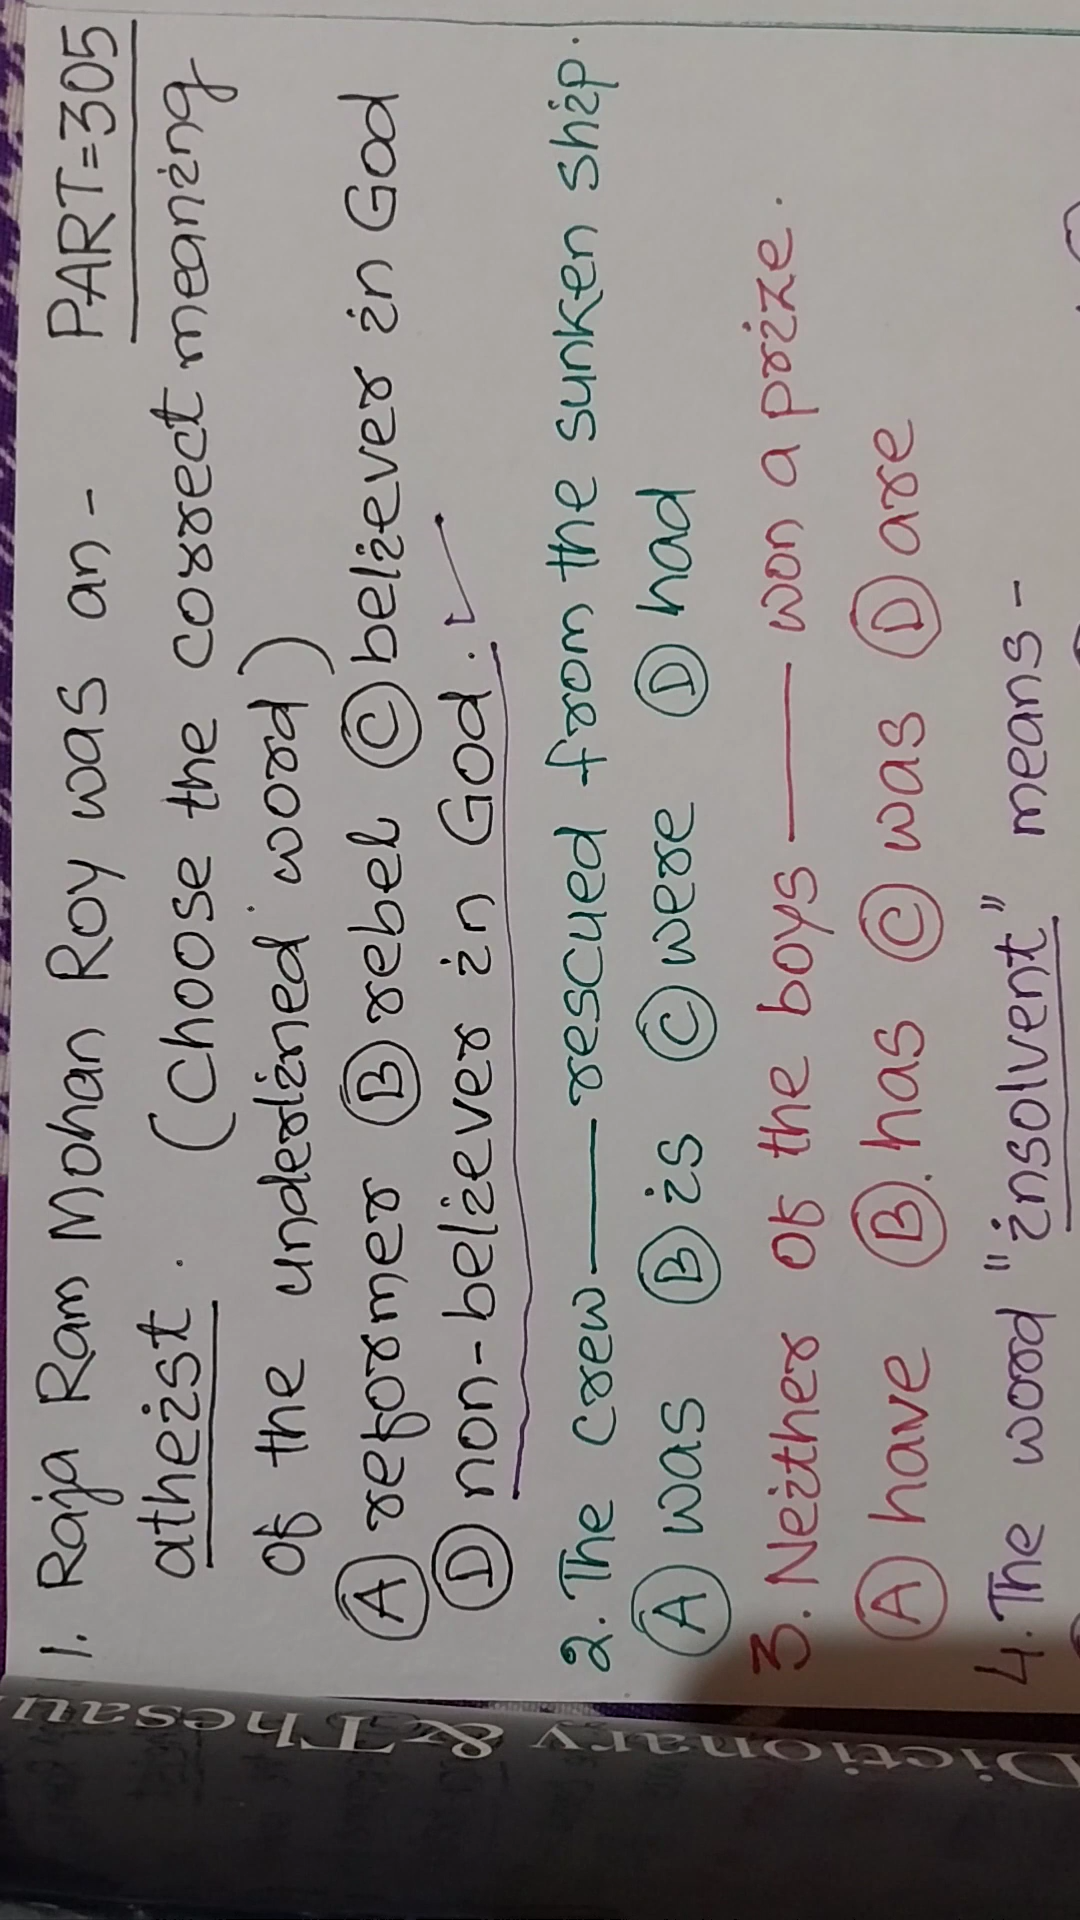 1. Raja Ram Mohan Roy was an - PART=305
atheist. (Choose the correct meaning
of the underlined word)
(A) reformer (B) rebel (C) believer in God
(D) non-believer in God. ✓
2. The crew ——— rescued from the sunken ship.
(A) was (B) is (C) were (D) had
3. Neither of the boys ——— won a prize.
(A) have (B). has (C) was (D) are
4. The word "insolvent" means -
Dictionary & Thesau